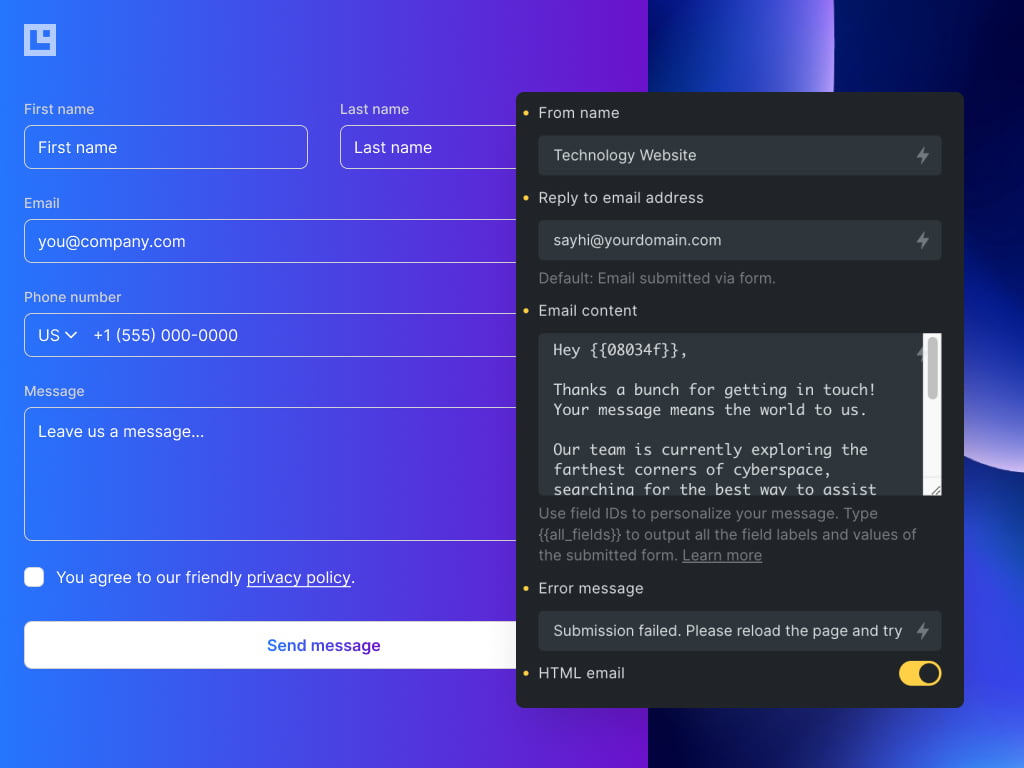 First name
Last name
First name
Last name
Email
you@company.com
Phone number
US
+1 (555) 000-0000
Message
Leave us a message...
You agree to our friendly privacy policy.
Send message
From name
Technology Website
Reply to email address
sayhi@yourdomain.com
Default: Email submitted via form.
Email content
Hey {{08034f}},
Thanks a bunch for getting in touch!
Your message means the world to us.
Our team is currently exploring the
farthest corners of cyberspace,
searching for the best way to assist
Use field IDs to personalize your message. Type
{{all_fields}} to output all the field labels and values of
the submitted form. Learn more
Error message
Submission failed. Please reload the page and try
HTML email